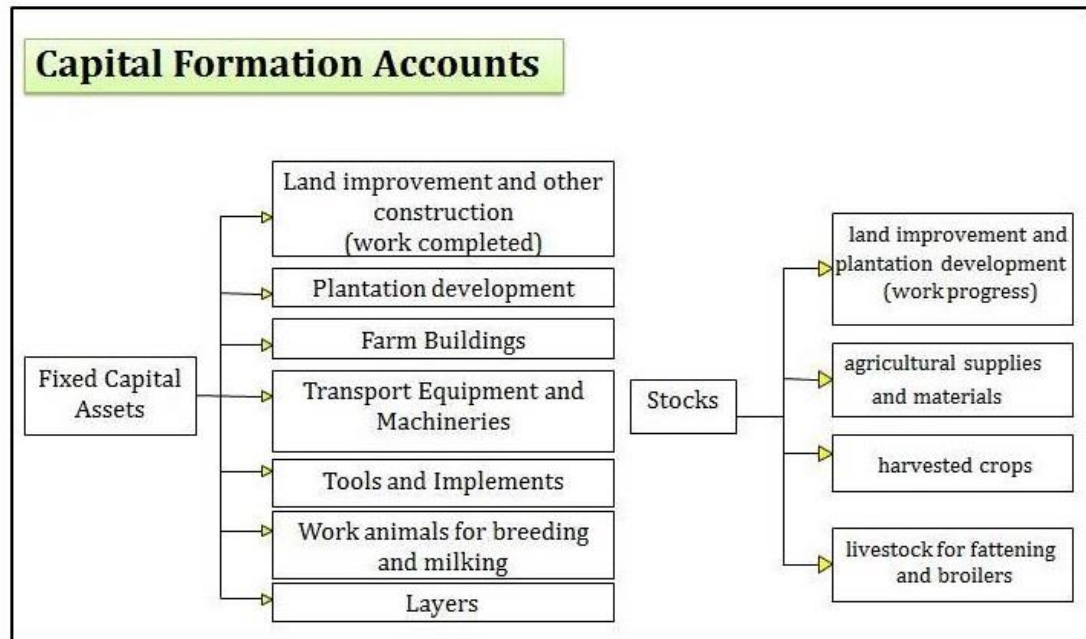 Capital Formation Accounts
Fixed Capital
Assets
Land improvement and other
construction
(work completed)
Plantation development
Farm Buildings
Transport Equipment and
Machineries
Tools and Implements
Work animals for breeding
and milking
Layers
Stocks
land improvement and
plantation development
(work progress)
agricultural supplies
and materials
harvested crops
livestock for fattening
and broilers